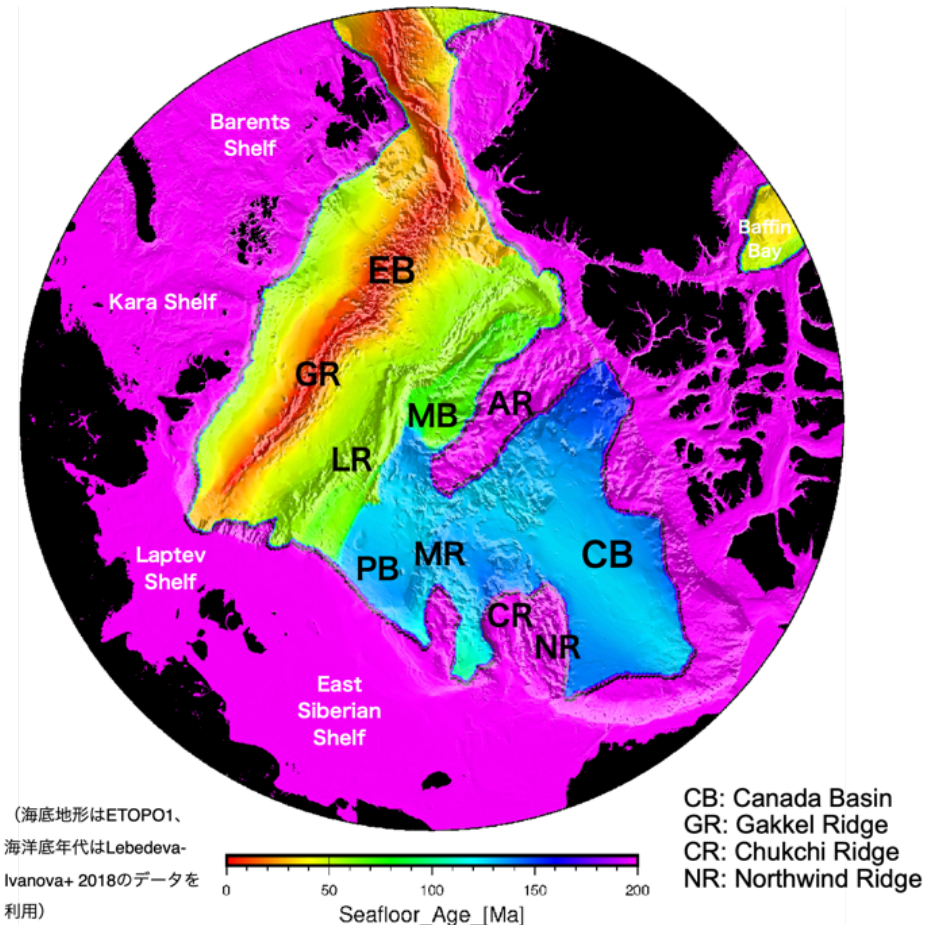 Barents
Shelf
Baffin
Bay
EB
Kara Shelf
GR
AR
MB
LR
Laptev
Shelf
PB
MR
CB
CR
NR
East
Siberian
Shelf
(海底地形はETOPO1、
海洋底年代はLebedeva-
Ivanova+ 2018のデータを
利用)
CB: Canada Basin
GR: Gakkel Ridge
CR: Chukchi Ridge
NR: Northwind Ridge
0 50 100 150 200
Seafloor_Age_[Ma]